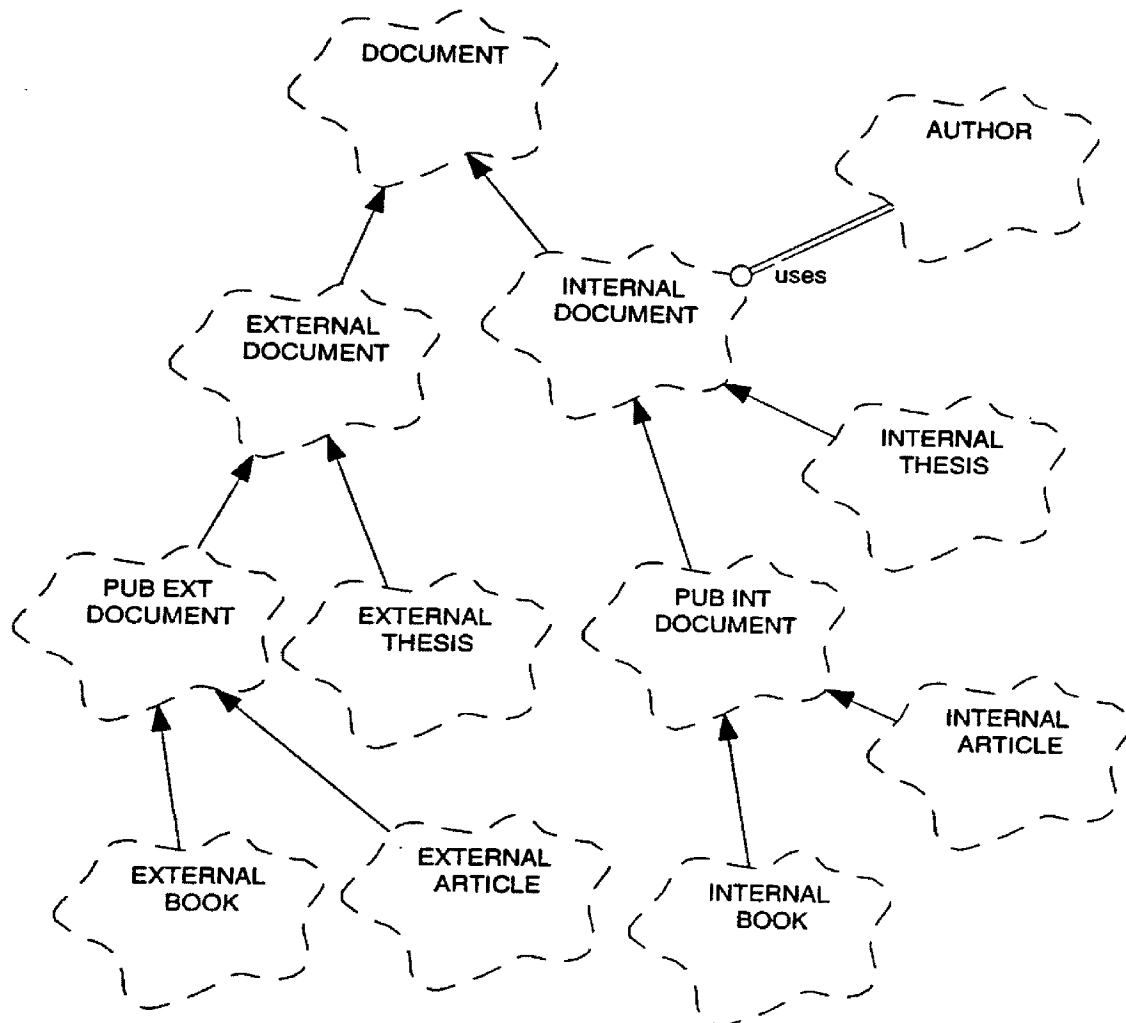 DOCUMENT
AUTHOR
uses
INTERNAL
DOCUMENT
EXTERNAL
DOCUMENT
INTERNAL
THESIS
PUB EXT
DOCUMENT
EXTERNAL
THESIS
PUB INT
DOCUMENT
INTERNAL
ARTICLE
EXTERNAL
BOOK
EXTERNAL
ARTICLE
INTERNAL
BOOK